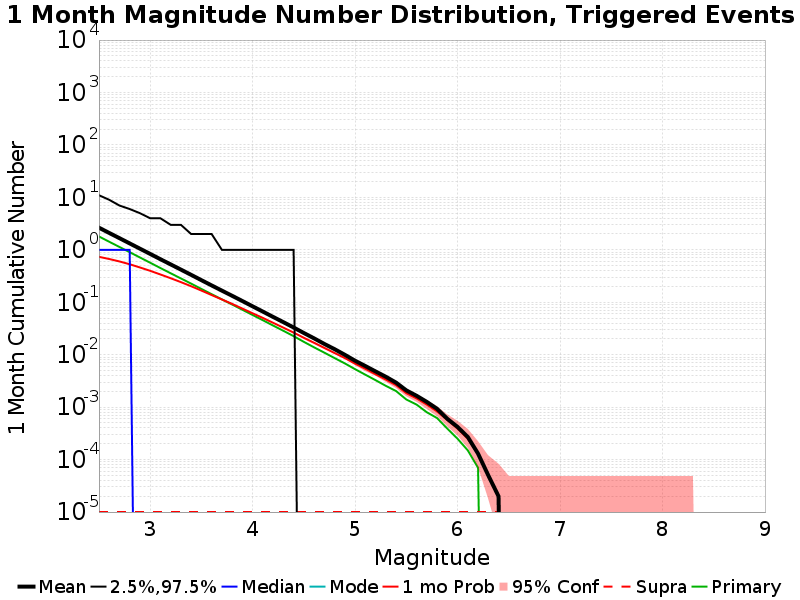 1 Month Magnitude Number Distribution, Triggered Events
1 Month Cumulative Number
10^4
10^3
10^2
10^1
10^0
10^-1
10^-2
10^-3
10^-4
10^-5
3 4 5 6 7 8 9
Magnitude
Mean 2.5%,97.5% Median Mode 1 mo Prob 95% Conf Supra Primary